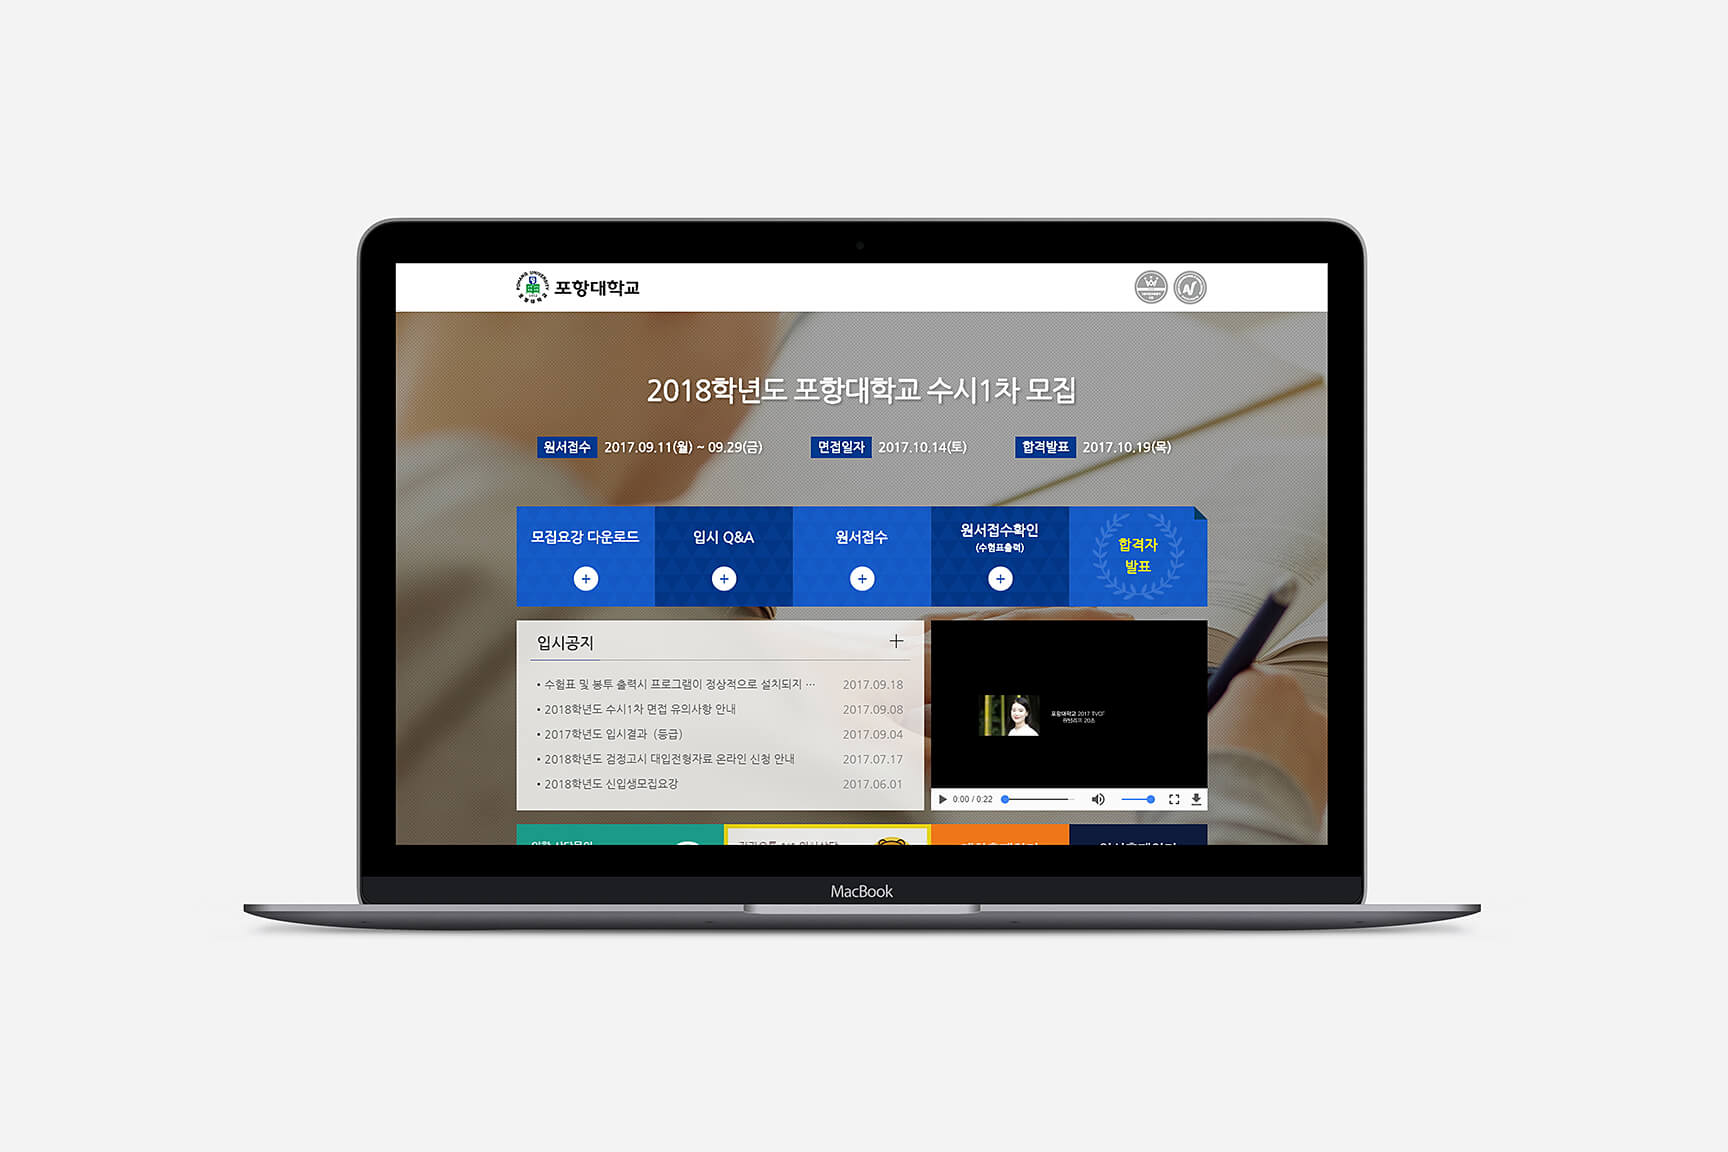 POHANG UNIVERSITY
포항대학교
2018학년도 포항대학교 수시1차 모집
원서접수 2017.09.11(월) ~ 09.29(금) 면접일자 2017.10.14(토) 합격발표 2017.10.19(목)
모집요강 다운로드
입시 Q&A
원서접수
원서접수확인
(수험표출력)
합격자
발표
입시공지
• 수험표 및 봉투 출력시 프로그램이 정상적으로 설치되지 ··· 2017.09.18
• 2018학년도 수시1차 면접 유의사항 안내 2017.09.08
• 2017학년도 입시결과 (등급) 2017.09.04
• 2018학년도 검정고시 대입전형자료 온라인 신청 안내 2017.07.17
• 2018학년도 신입생모집요강 2017.06.01
포항대학교 2017 TVCF
0:00 / 0:22
MacBook